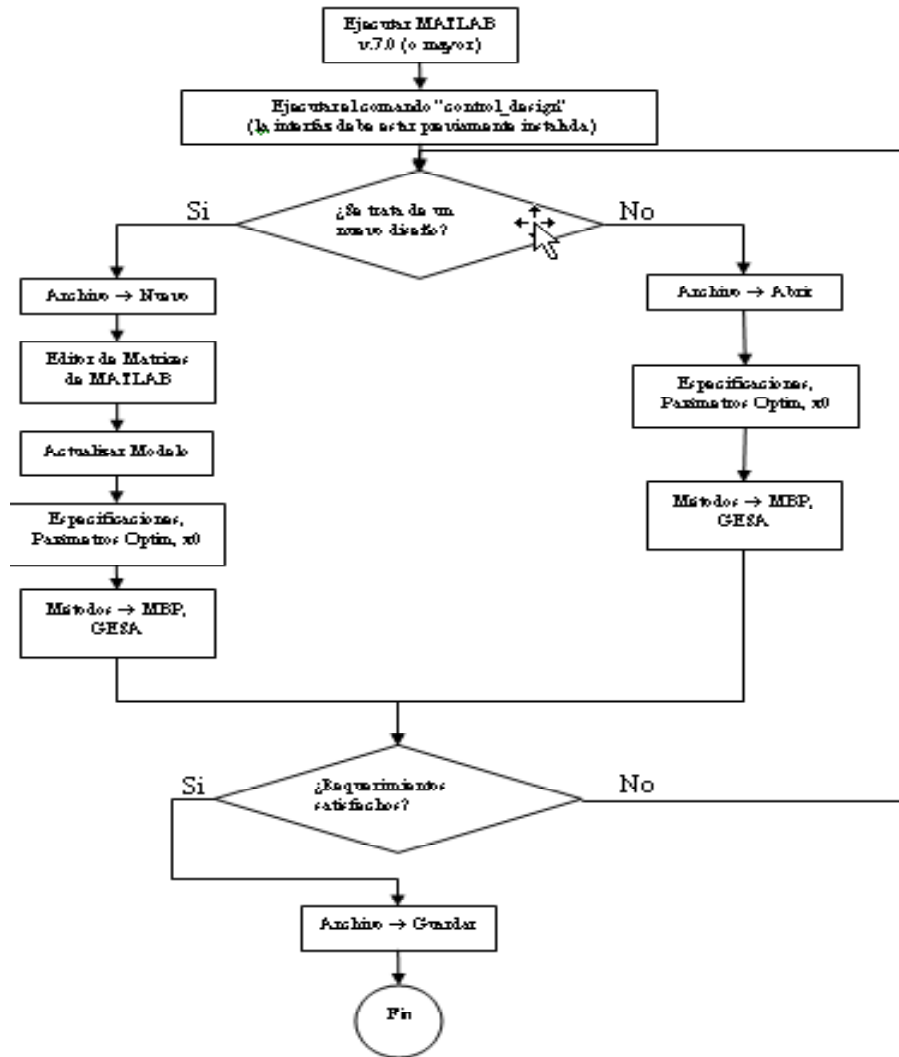 Ejecutar MATLAB
v.7.0 (o mayor)
Ejecutar el comando "control_design"
(la interfaz debe estar previamente instalada)
¿Se trata de un
nuevo diseño?
Si
No
Archivo → Nuevo
Editor de Matrices
de MATLAB
Actualizar Modelo
Especificaciones,
Parámetros Optim, x0
Métodos → MBP,
GESA
Archivo → Abrir
Especificaciones,
Parámetros Optim, x0
Métodos → MBP,
GESA
¿Requerimientos
satisfechos?
Si
No
Archivo → Guardar
Fin